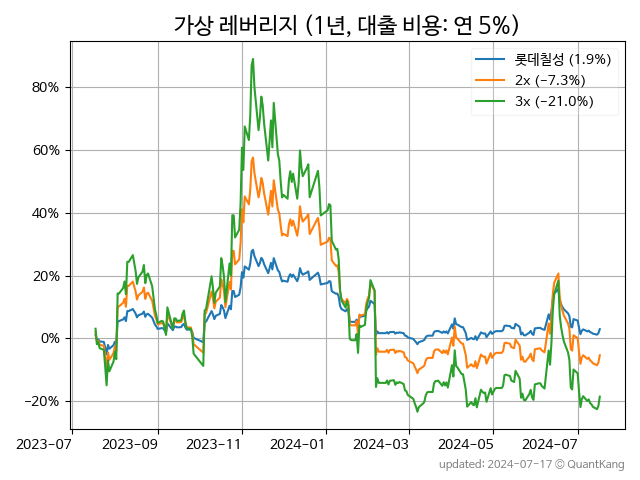 가상 레버리지 (1년, 대출 비용: 연 5%)
롯데칠성 (1.9%)
2x (−7.3%)
3x (−21.0%)
80%
60%
40%
20%
0%
−20%
2023-07 2023-09 2023-11 2024-01 2024-03 2024-05 2024-07
updated: 2024-07-17 © QuantKang